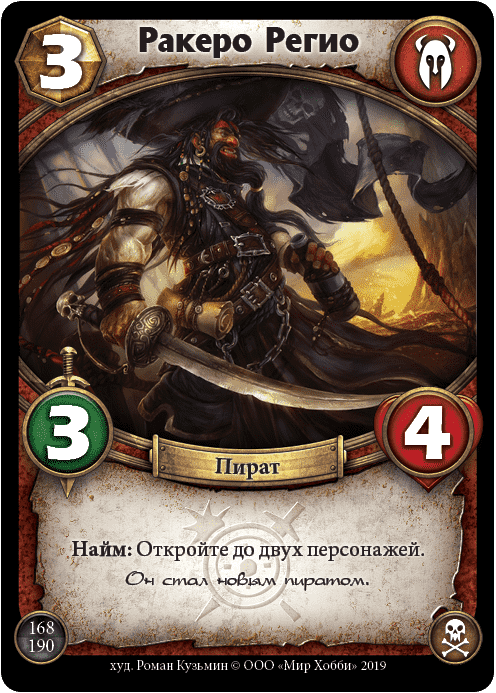 3
Ракеро Регио
3
4
Пират
Найм: Откройте до двух персонажей.
Он стал новым пиратом.
168
190
худ. Роман Кузьмин © ООО «Мир Хобби» 2019